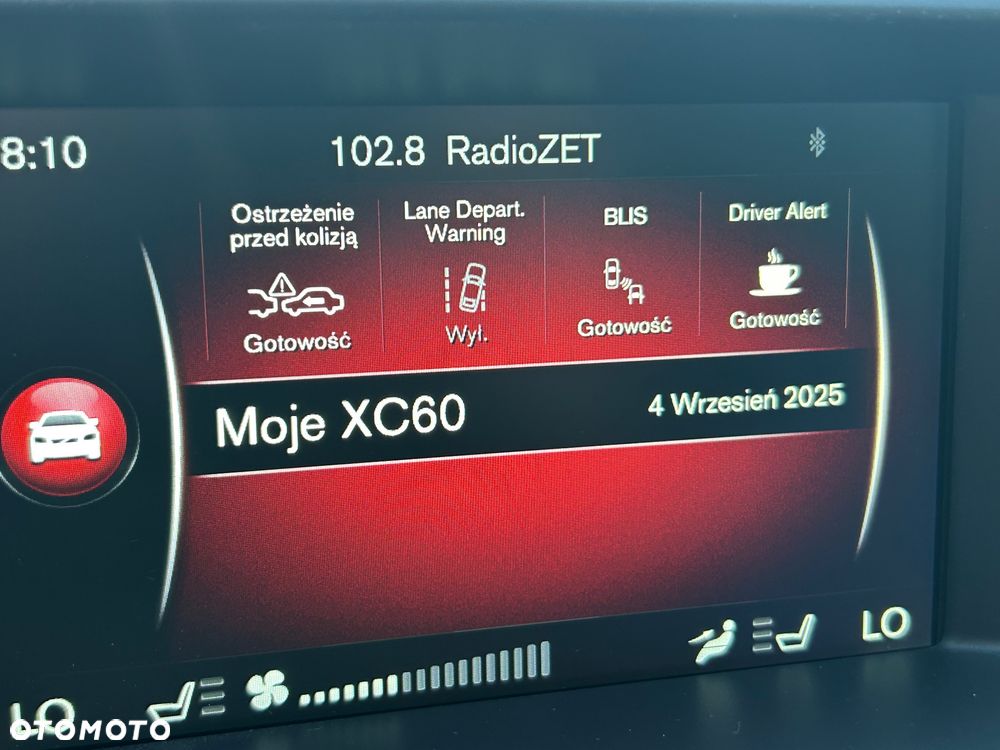 8:10
102.8 RadioZET
Ostrzeżenie
przed kolizją
Gotowość
Lane Depart.
Warning
Wył.
BLIS
Gotowość
Driver Alert
Gotowość
Moje XC60
4 Wrzesień 2025
LO
LO
OTOMOTO